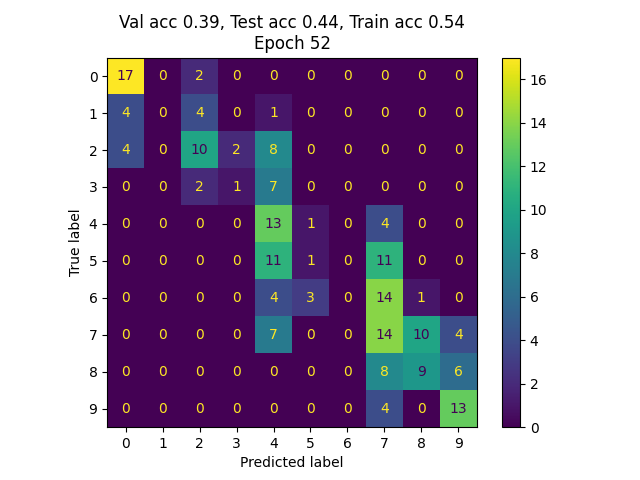 Val acc 0.39, Test acc 0.44, Train acc 0.54
Epoch 52
0 17 0 2 0 0 0 0 0 0 0
1 4 0 4 0 1 0 0 0 0 0
2 4 0 10 2 8 0 0 0 0 0
3 0 0 2 1 7 0 0 0 0 0
4 0 0 0 0 13 1 0 4 0 0
5 0 0 0 0 11 1 0 11 0 0
6 0 0 0 0 4 3 0 14 1 0
7 0 0 0 0 7 0 0 14 10 4
8 0 0 0 0 0 0 0 8 9 6
9 0 0 0 0 0 0 0 4 0 13
0 1 2 3 4 5 6 7 8 9
Predicted label
True label
16
14
12
10
8
6
4
2
0